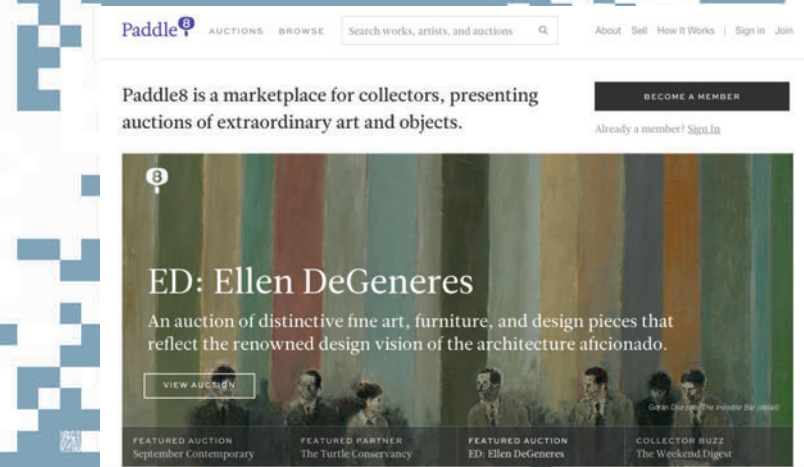 Paddle8 AUCTIONS BROWSE Search works, artists, and auctions About Sell How It Works | Sign in Join
Paddle8 is a marketplace for collectors, presenting
auctions of extraordinary art and objects.
BECOME A MEMBER
Already a member? Sign In
8
ED: Ellen DeGeneres
An auction of distinctive fine art, furniture, and design pieces that
reflect the renowned design vision of the architecture aficionado.
VIEW AUCTION
The Invisible Bar (detail)
FEATURED AUCTION
September Contemporary
FEATURED PARTNER
The Turtle Conservancy
FEATURED AUCTION
ED: Ellen DeGeneres
COLLECTOR BUZZ
The Weekend Digest